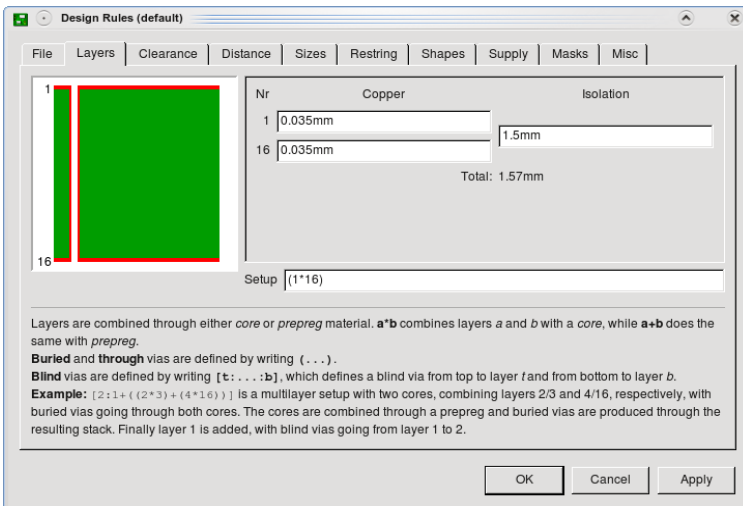 Design Rules (default)
File Layers Clearance Distance Sizes Restring Shapes Supply Masks Misc
1
16
Nr Copper Isolation
1 0.035mm
1.5mm
16 0.035mm
Total: 1.57mm
Setup (1*16)
Layers are combined through either core or prepreg material. a*b combines layers a and b with a core, while a+b does the
same with prepreg.
Buried and through vias are defined by writing (...).
Blind vias are defined by writing [t:...:b], which defines a blind via from top to layer t and from bottom to layer b.
Example: [2:1+((2*3)+(4*16))] is a multilayer setup with two cores, combining layers 2/3 and 4/16, respectively, with
buried vias going through both cores. The cores are combined through a prepreg and buried vias are produced through the
resulting stack. Finally layer 1 is added, with blind vias going from layer 1 to 2.
OK Cancel Apply